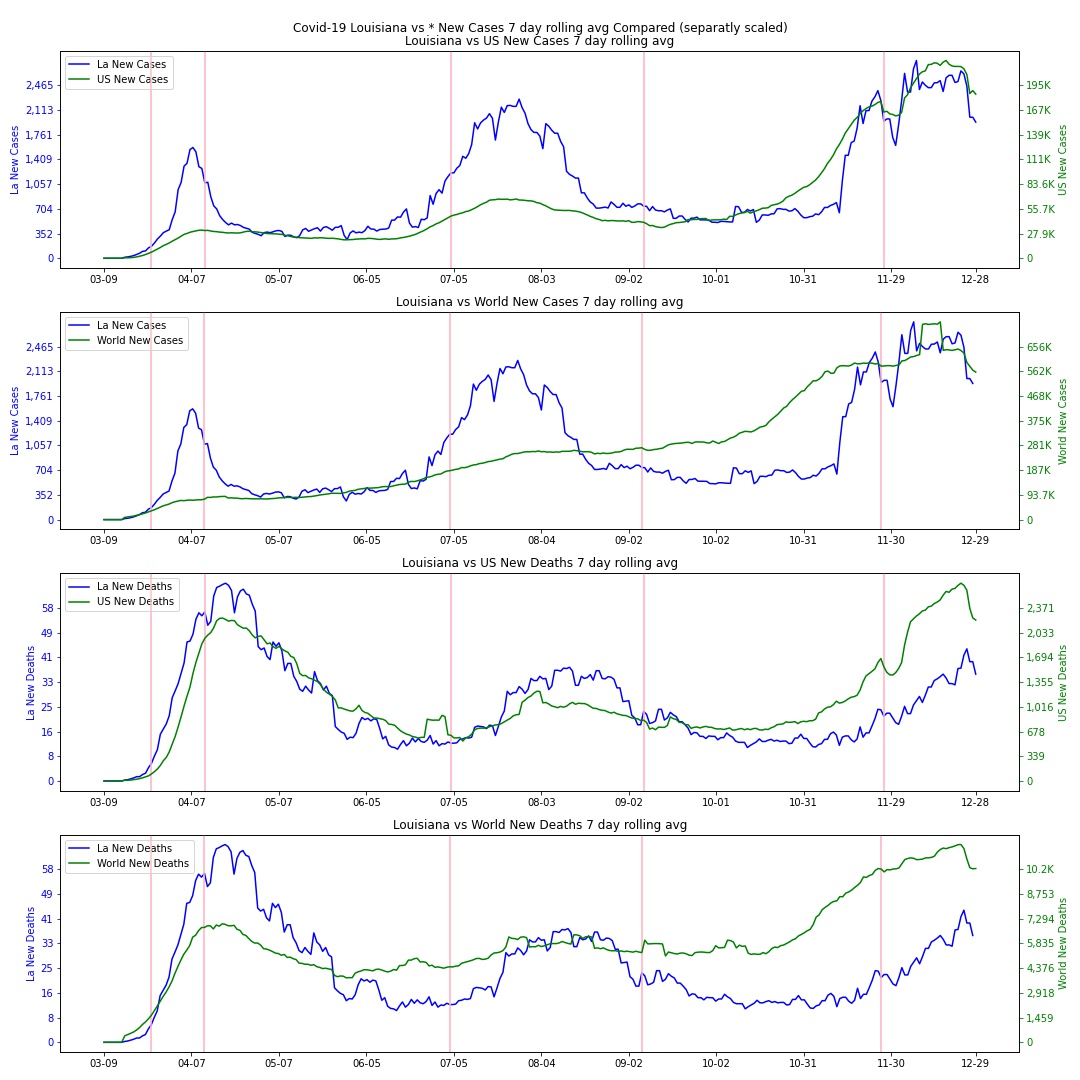 Covid-19 Louisiana vs * New Cases 7 day rolling avg Compared (separatly scaled)
Louisiana vs US New Cases 7 day rolling avg
La New Cases
US New Cases
2,465
2,113
1,761
1,409
1,057
704
352
0
La New Cases
195K
167K
139K
111K
83.6K
55.7K
27.9K
0
US New Cases
03-09 04-07 05-07 06-05 07-05 08-03 09-02 10-01 10-31 11-29 12-28
Louisiana vs World New Cases 7 day rolling avg
La New Cases
World New Cases
2,465
2,113
1,761
1,409
1,057
704
352
0
La New Cases
656K
562K
468K
375K
281K
187K
93.7K
0
World New Cases
03-09 04-07 05-07 06-05 07-05 08-04 09-02 10-02 10-31 11-30 12-29
Louisiana vs US New Deaths 7 day rolling avg
La New Deaths
US New Deaths
58
49
41
33
25
16
8
0
La New Deaths
2,371
2,033
1,694
1,355
1,016
678
339
0
US New Deaths
03-09 04-07 05-07 06-05 07-05 08-03 09-02 10-01 10-31 11-29 12-28
Louisiana vs World New Deaths 7 day rolling avg
La New Deaths
World New Deaths
58
49
41
33
25
16
8
0
La New Deaths
10.2K
8,753
7,294
5,835
4,376
2,918
1,459
0
World New Deaths
03-09 04-07 05-07 06-05 07-05 08-04 09-02 10-02 10-31 11-30 12-29